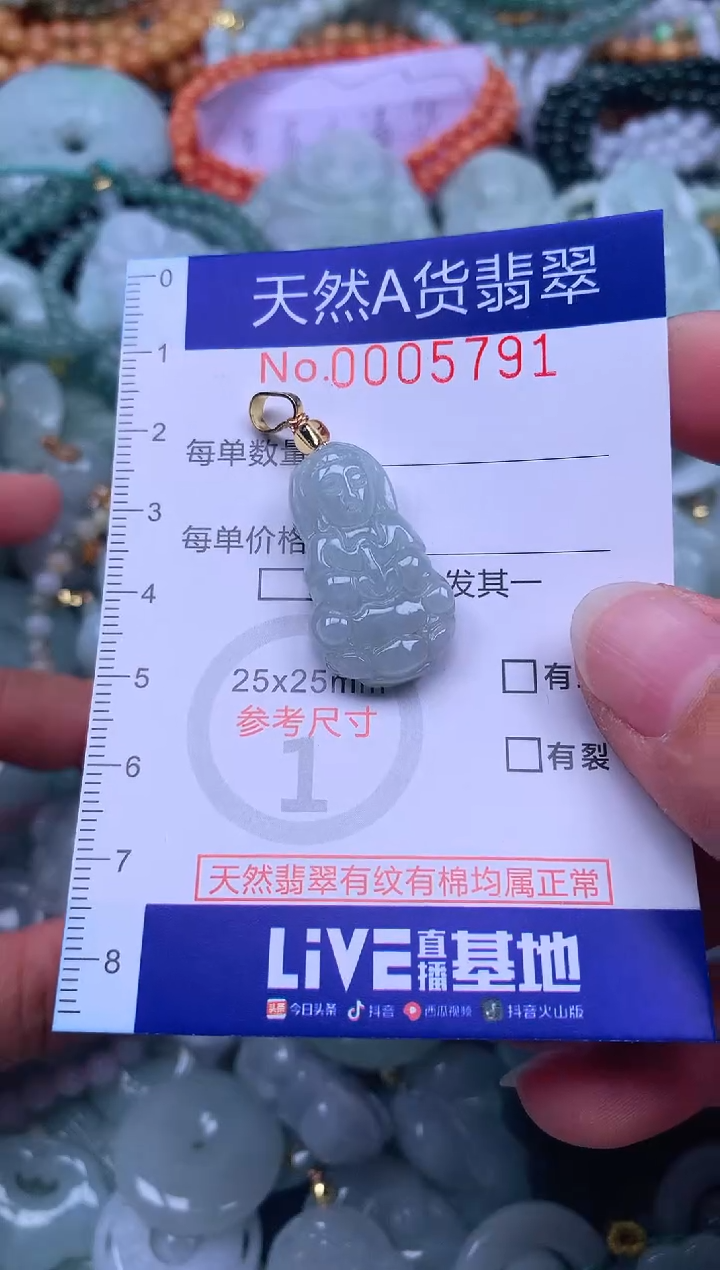 天然A货翡翠
No.0005791
每单数量
每单价格
发其一
25x25mm
参考尺寸
1
有
有裂
天然翡翠有纹有棉均属正常
LiVE直播基地
头条 今日头条 抖音 西瓜视频 抖音火山版
0
1
2
3
4
5
6
7
8